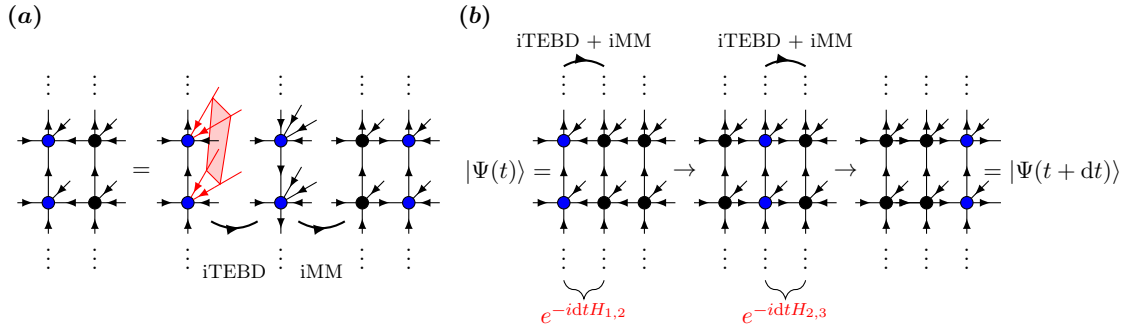 (a)
=
iTEBD
iMM
(b)
iTEBD + iMM
iTEBD + iMM
|Ψ(t)⟩ =
→
→
= |Ψ(t + dt)⟩
e^{-idtH_{1,2}}
e^{-idtH_{2,3}}